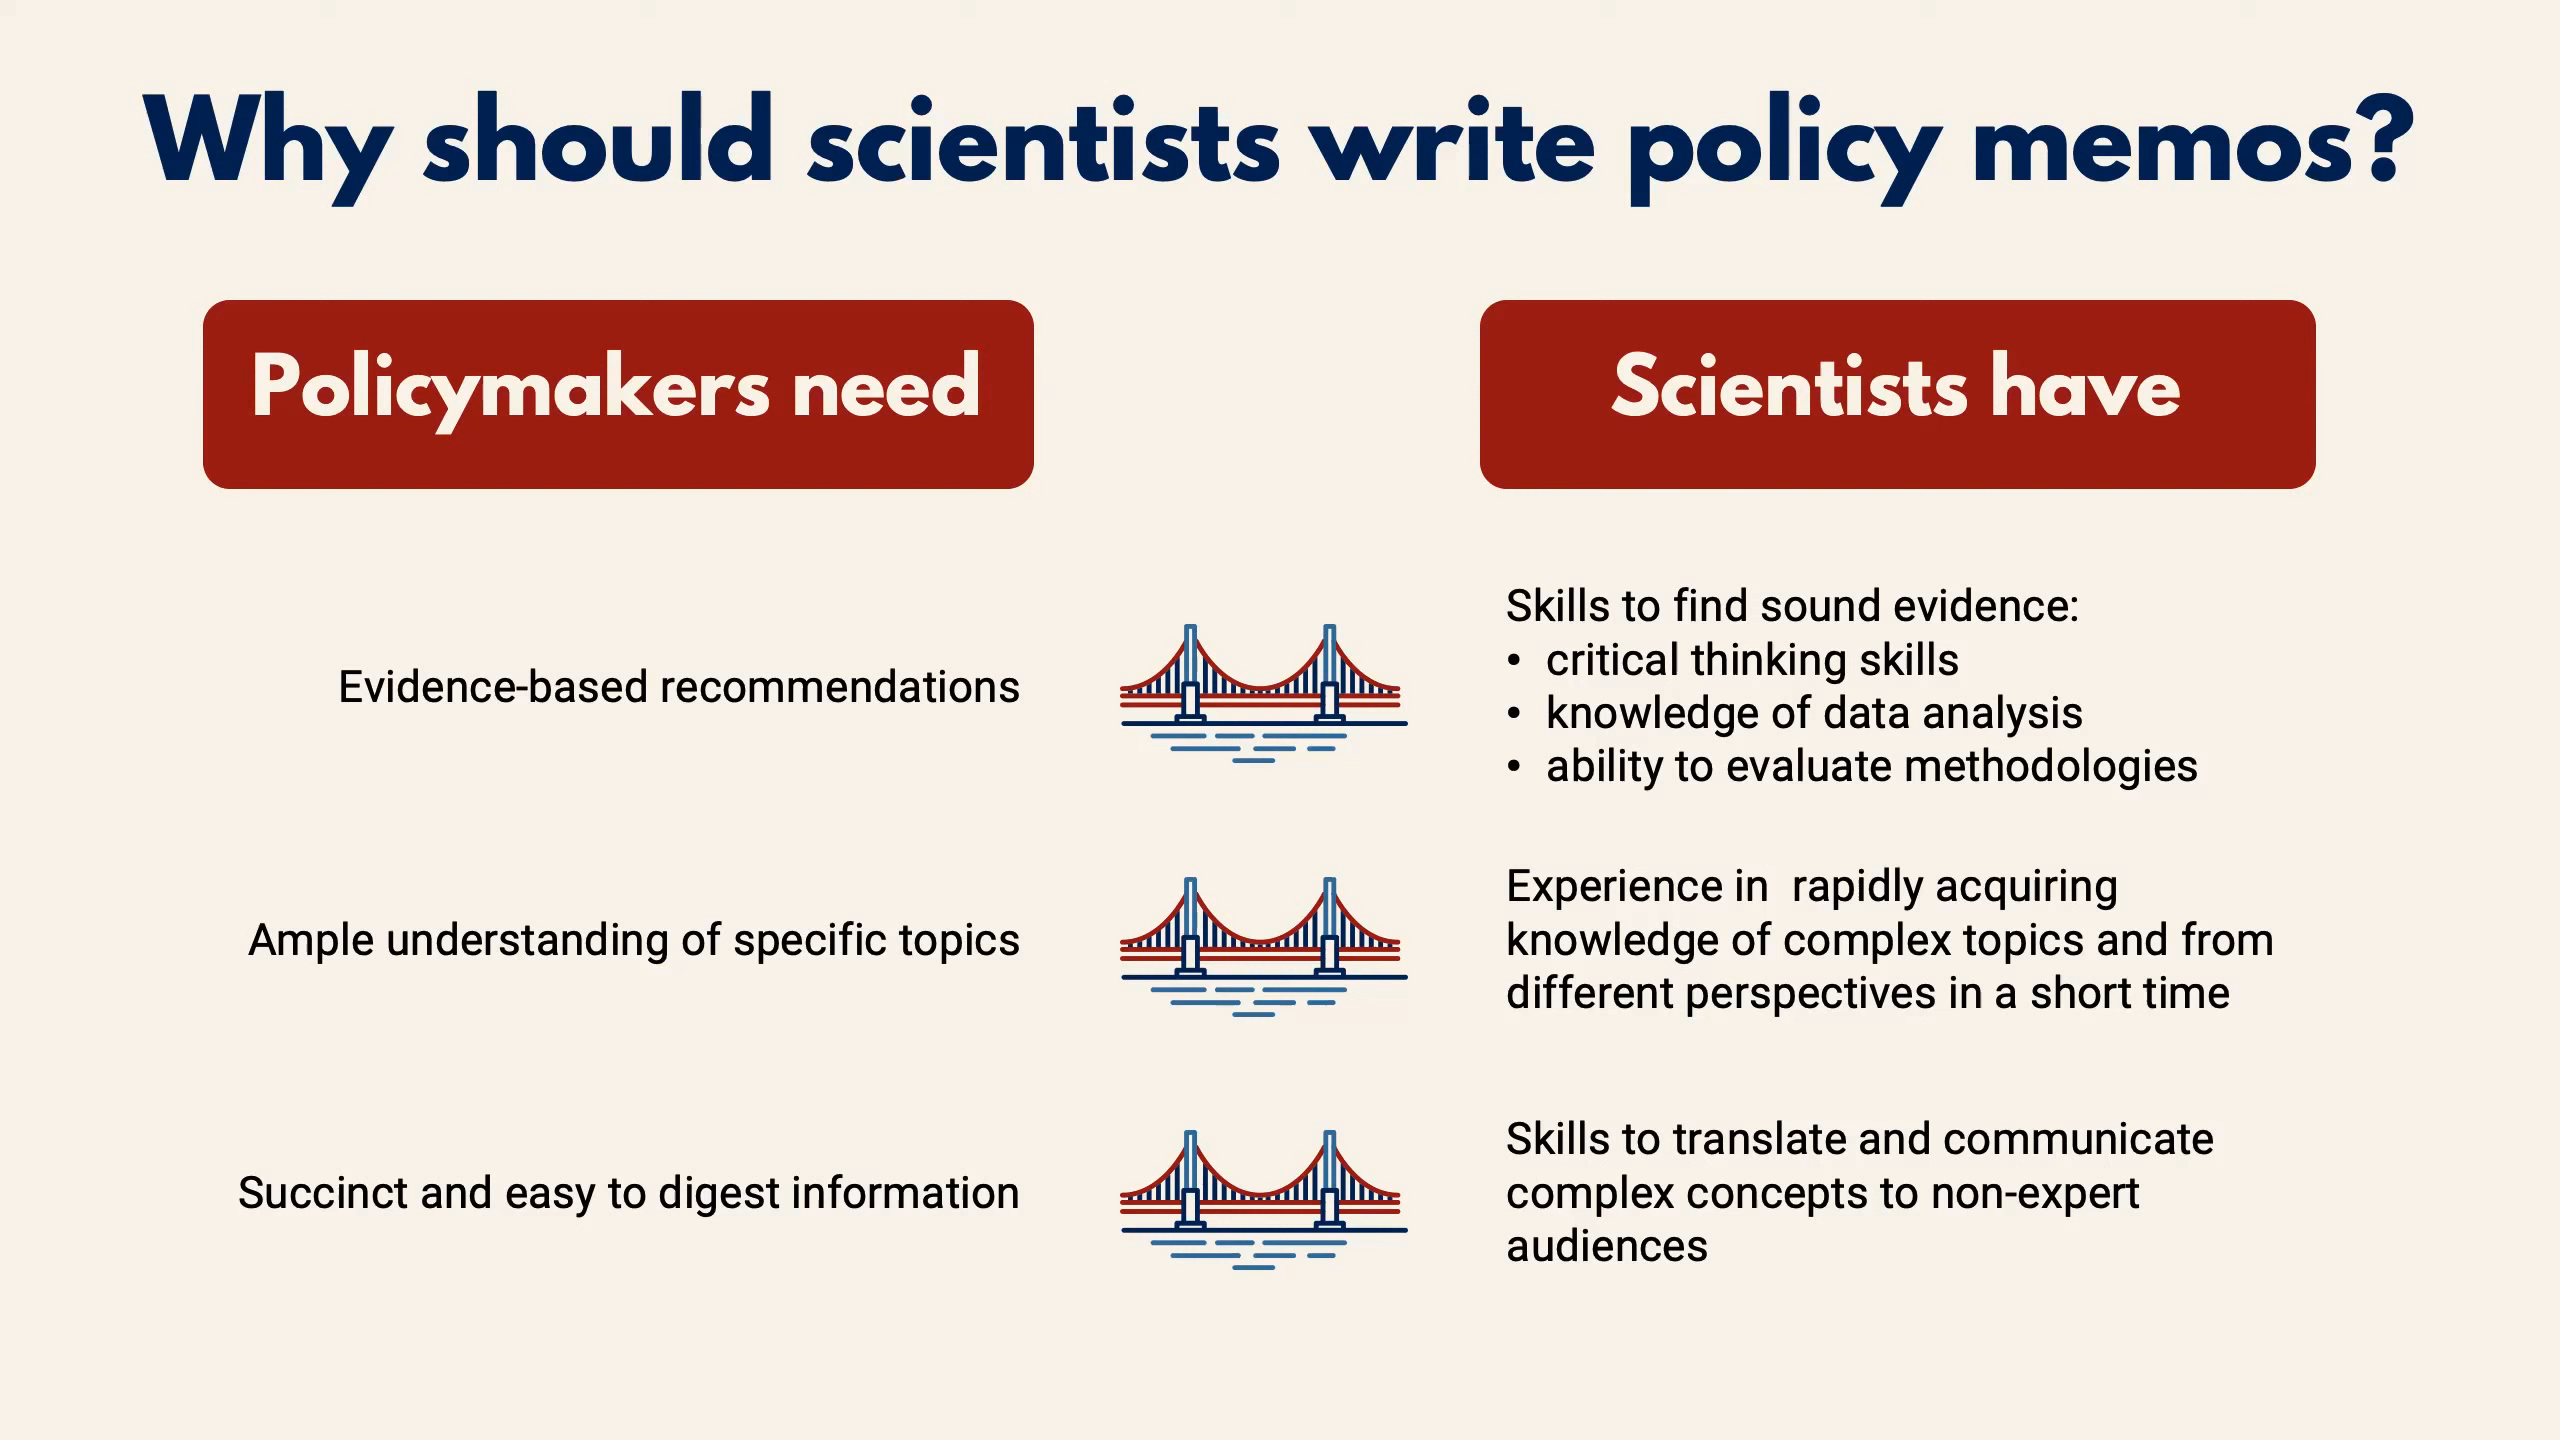 Why should scientists write policy memos?
Policymakers need
Scientists have
Evidence-based recommendations
Skills to find sound evidence:
• critical thinking skills
• knowledge of data analysis
• ability to evaluate methodologies
Ample understanding of specific topics
Experience in  rapidly acquiring
knowledge of complex topics and from
different perspectives in a short time
Succinct and easy to digest information
Skills to translate and communicate
complex concepts to non-expert
audiences